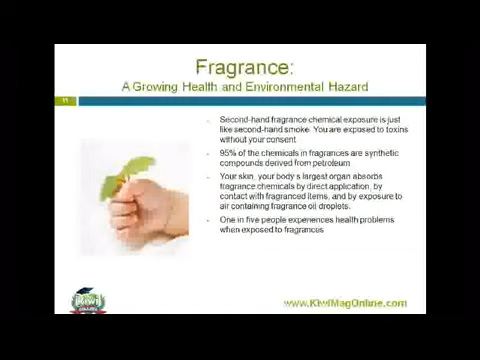 Fragrance:
A Growing Health and Environmental Hazard
11
Second-hand fragrance chemical exposure is just
like second-hand smoke. You are exposed to toxins
without your consent
95% of the chemicals in fragrances are synthetic
compounds derived from petroleum
Your skin, your body's largest organ absorbs
fragrance chemicals by direct application, by
contact with fragranced items, and by exposure to
air containing fragrance oil droplets.
One in five people experiences health problems
when exposed to fragrances
KIWI
COLLEGE
www.KiwiMagOnline.com